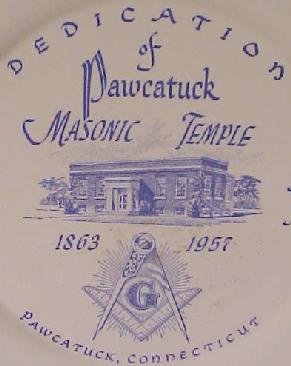 DEDICATION
of
Pawcatuck
MASONIC TEMPLE
1863 1957
G
PAWCATUCK, CONNECTICUT